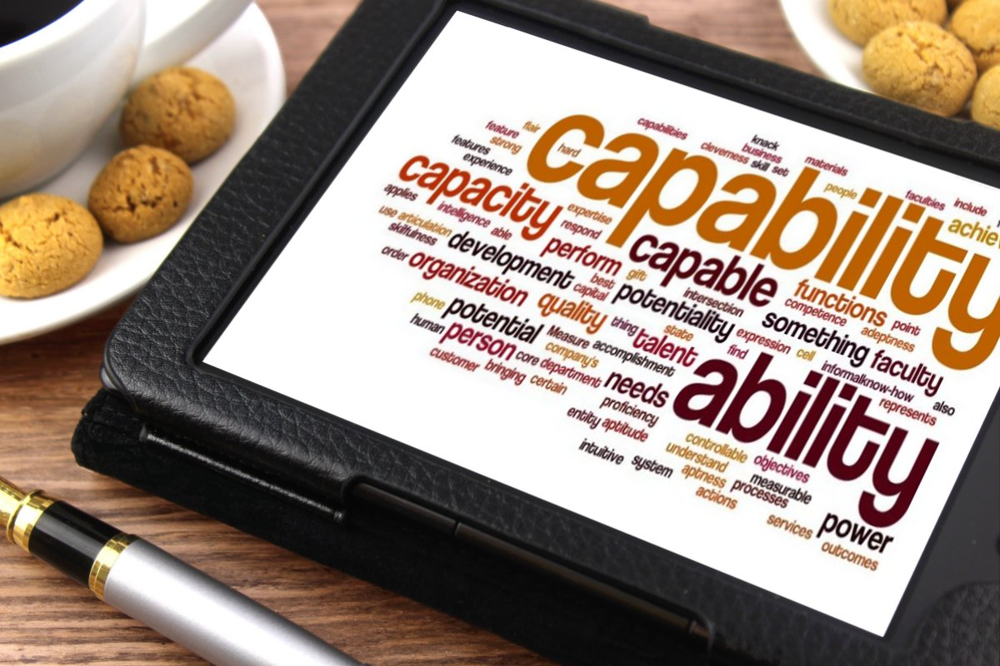 capability
capabilities
knack
business
cleverness
skill set
materials
people
faculties
include
feature
flair
features
strong
hard
experience
capacity
applies
intelligence
able
expertise
respond
use articulation
skilfulness
order
development
perform
capable
best
gift
capital
organization
quality
potentiality
intersection
functions
competence
point
adeptness
something
faculty
expression
cell
find
informal
know-how
also
represents
phone
potential
human
person
Measure
thing
state
talent
company's
accomplishment
core
department
customer
bringing
certain
needs
ability
proficiency
entity
aptitude
intuitive
system
controllable
understand
objectives
aptness
measurable
processes
actions
services
power
outcomes